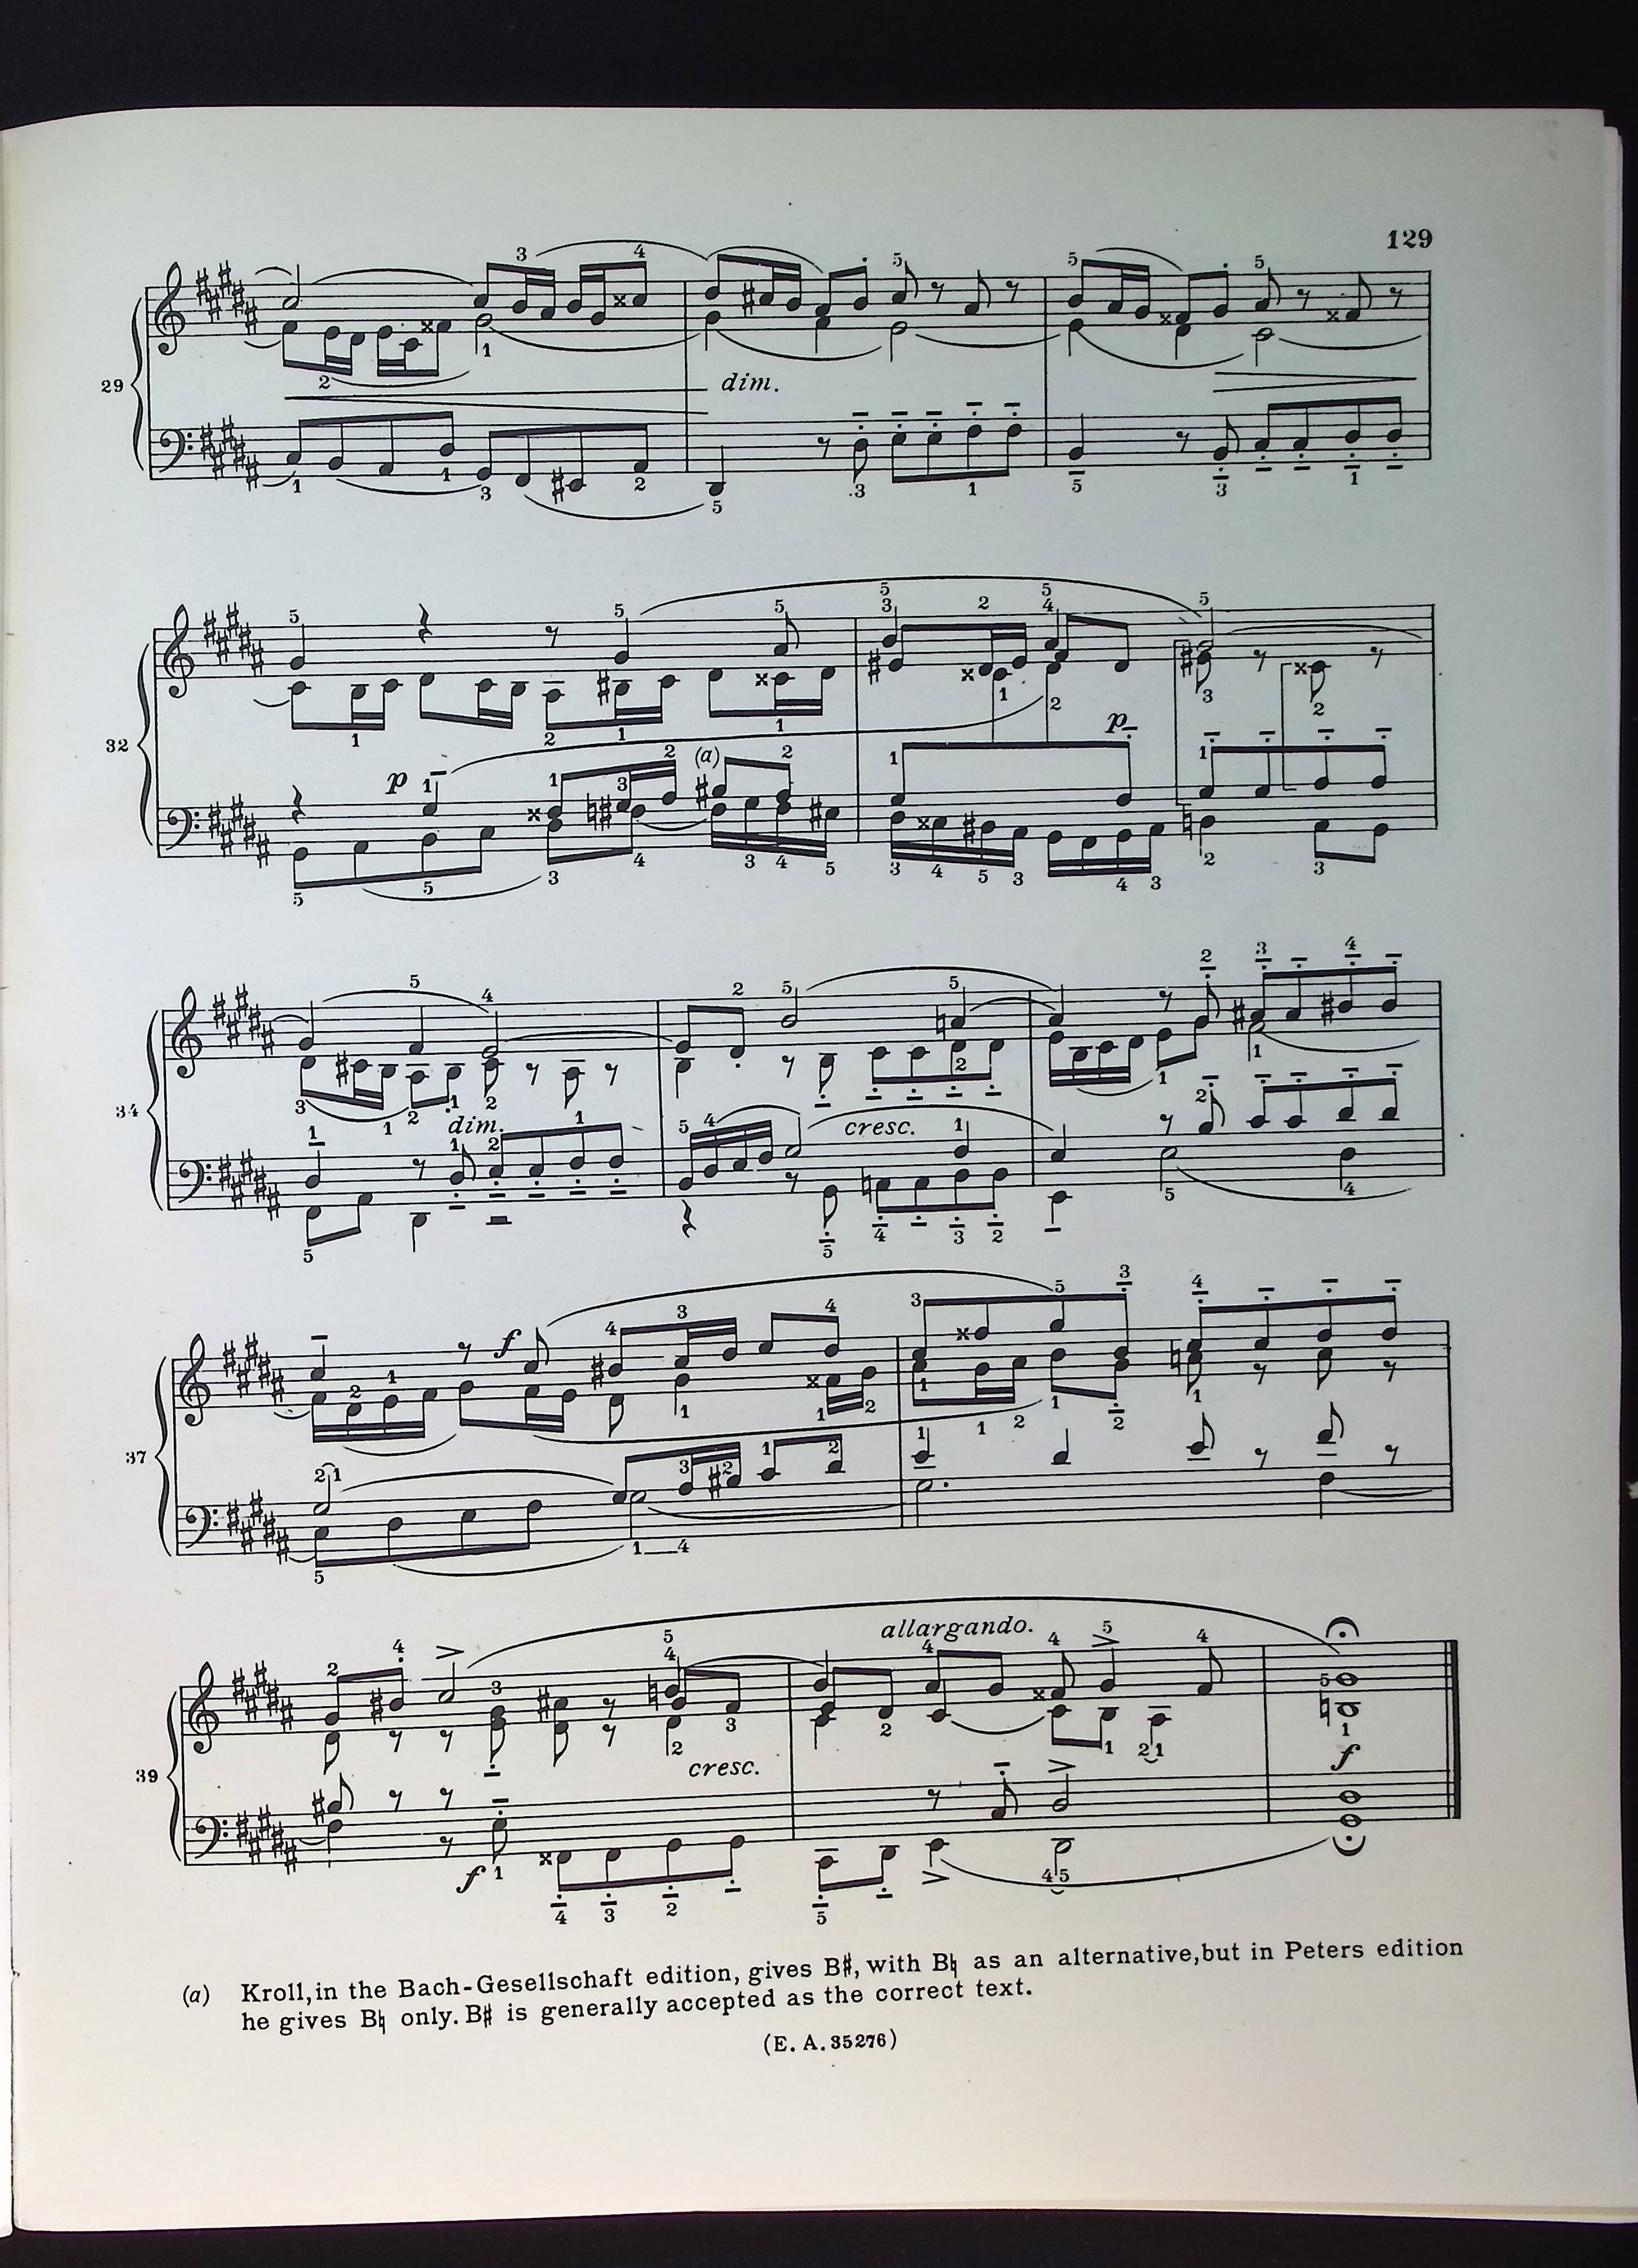 129
29
dim.
32
p
(a)
p
34
dim.
cresc.
37
f
39
allargando.
cresc.
f
f
(a) Kroll, in the Bach-Gesellschaft edition, gives B♯, with B♮ as an alternative, but in Peters edition
he gives B♮ only. B♯ is generally accepted as the correct text.
(E. A. 35276)